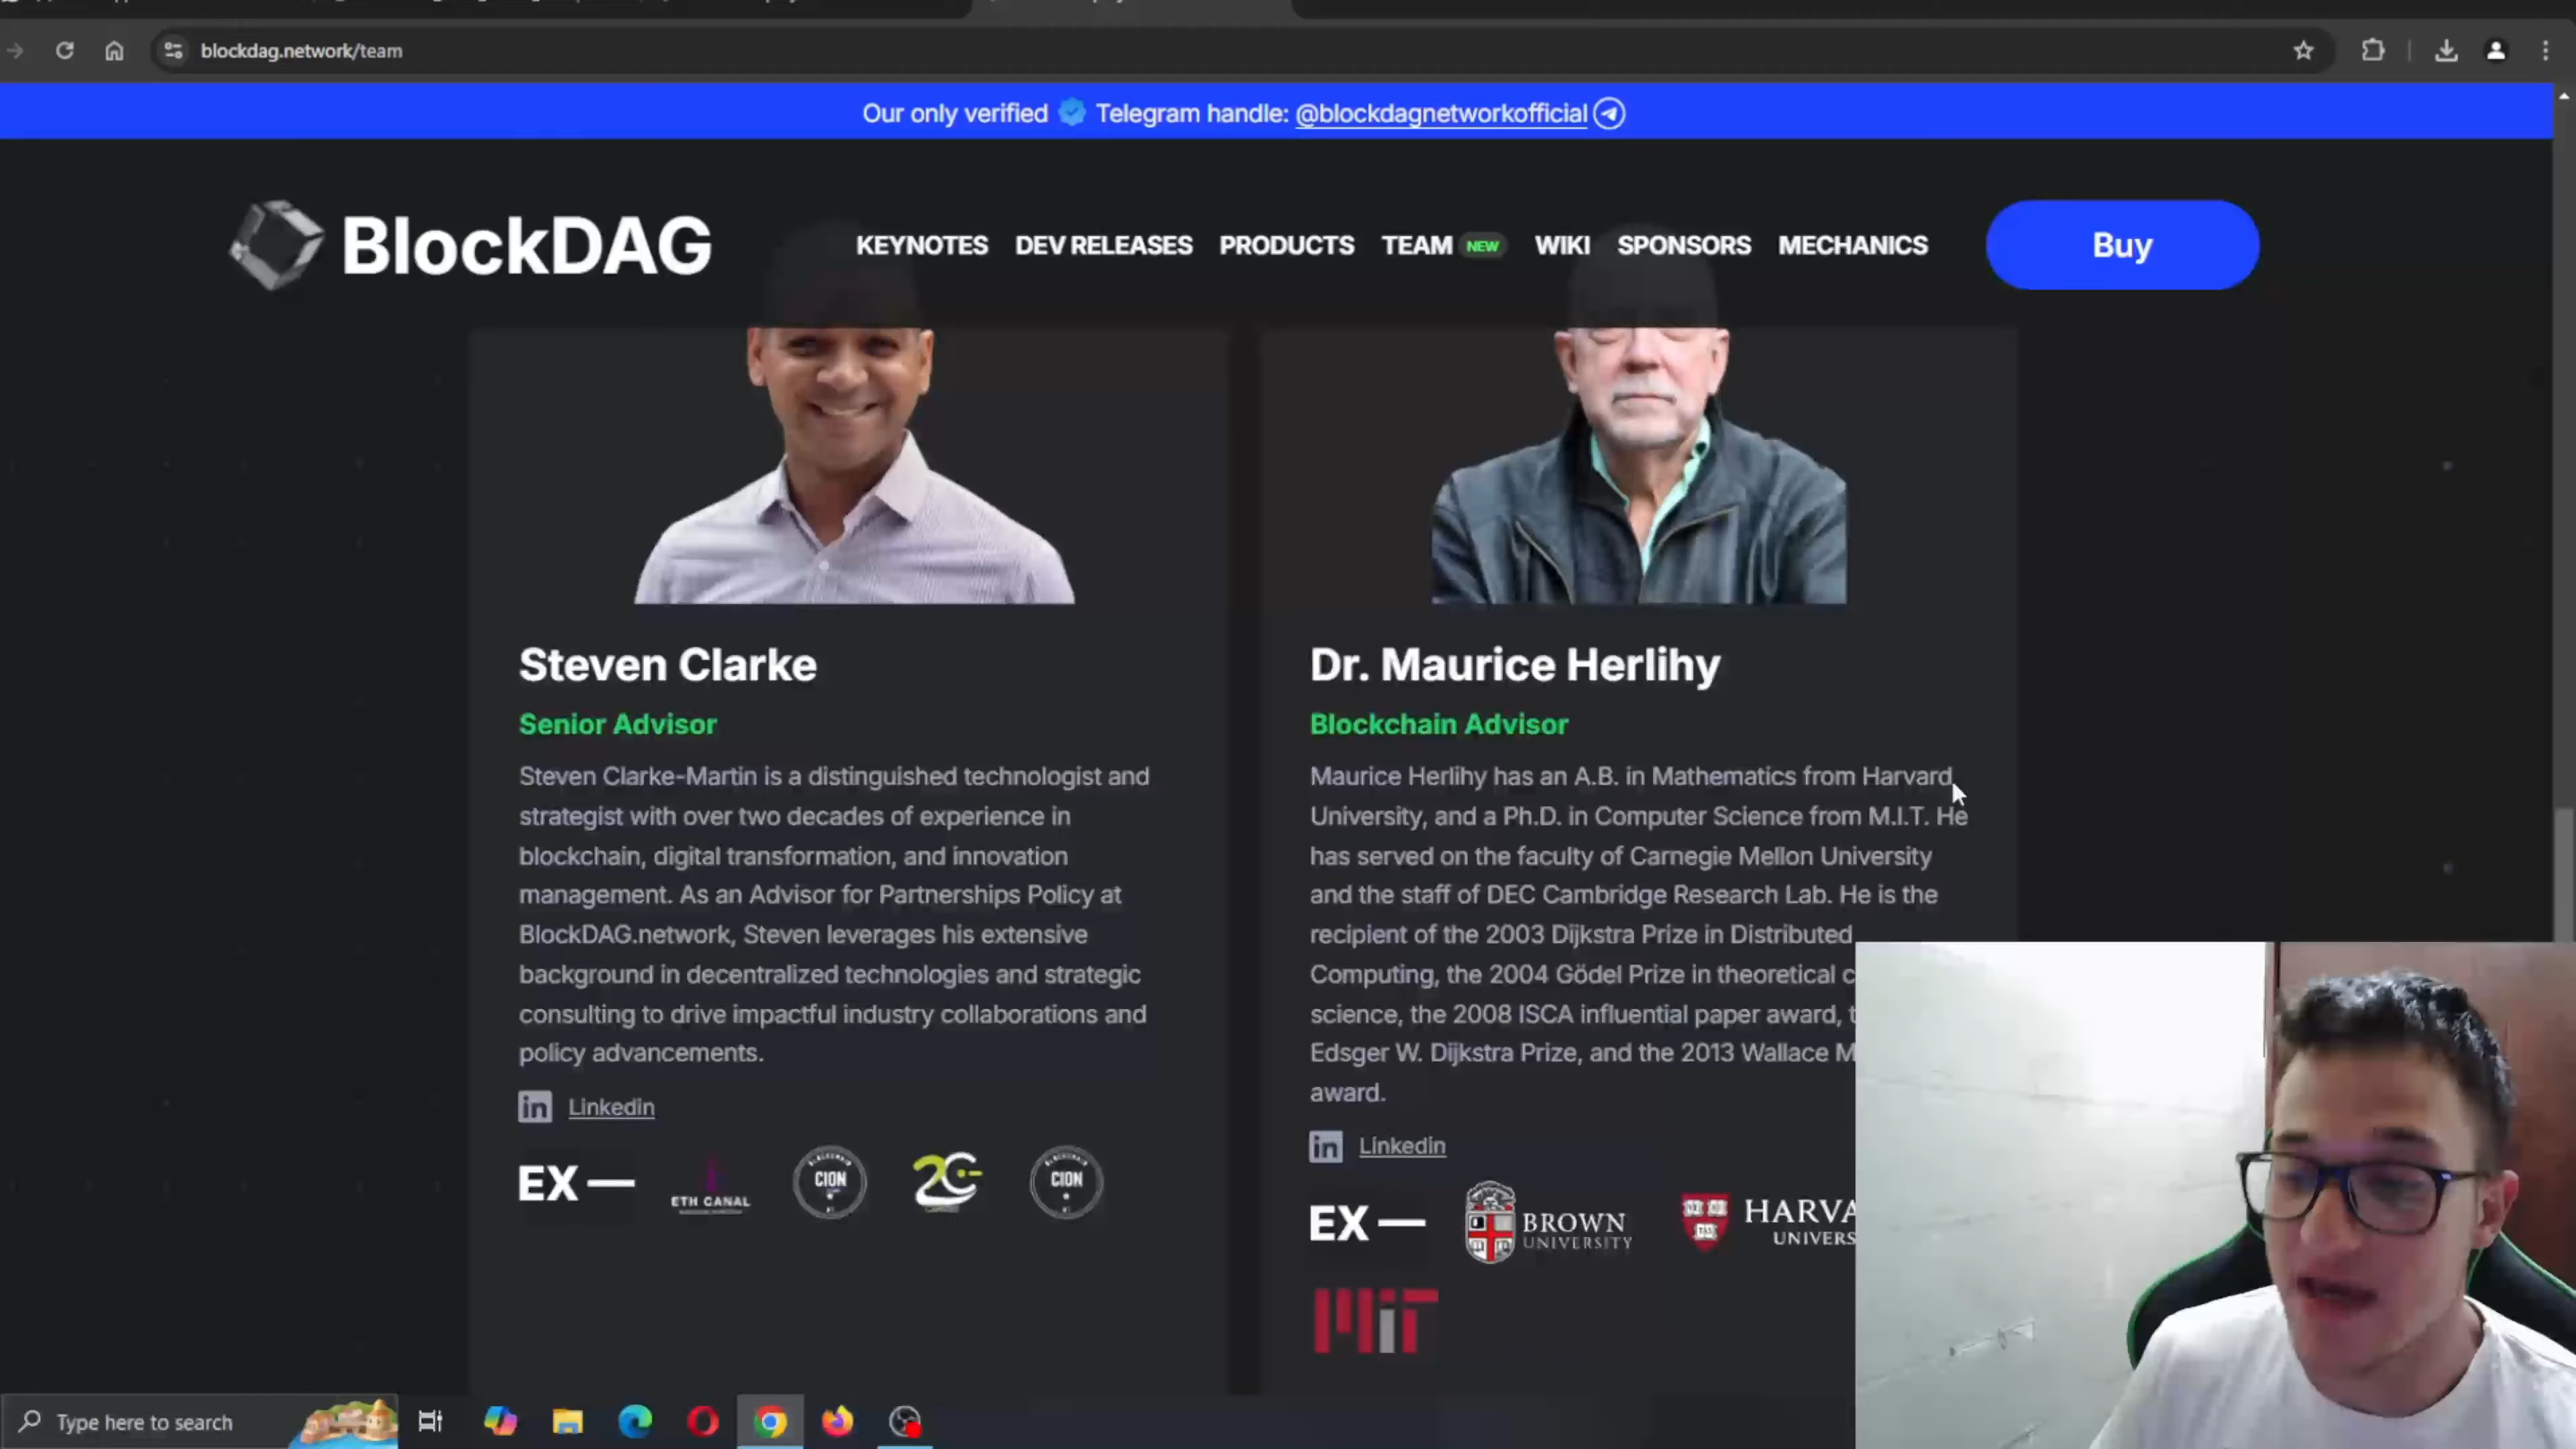 blockdag.network/team
Our only verified Telegram handle: @blockdagnetworkofficial
BlockDAG
KEYNOTES DEV RELEASES PRODUCTS TEAM NEW WIKI SPONSORS MECHANICS Buy
Steven Clarke
Senior Advisor
Steven Clarke-Martin is a distinguished technologist and
strategist with over two decades of experience in
blockchain, digital transformation, and innovation
management. As an Advisor for Partnerships Policy at
BlockDAG.network, Steven leverages his extensive
background in decentralized technologies and strategic
consulting to drive impactful industry collaborations and
policy advancements.
in Linkedin
EX
ETH CANAL
CION
2C
CION
Dr. Maurice Herlihy
Blockchain Advisor
Maurice Herlihy has an A.B. in Mathematics from Harvard
University, and a Ph.D. in Computer Science from M.I.T. He
has served on the faculty of Carnegie Mellon University
and the staff of DEC Cambridge Research Lab. He is the
recipient of the 2003 Dijkstra Prize in Distributed
Computing, the 2004 Gödel Prize in theoretical c
science, the 2008 ISCA influential paper award, t
Edsger W. Dijkstra Prize, and the 2013 Wallace M
award.
in Linkedin
EX
BROWN
UNIVERSITY
HARVA
UNIVERS
MIT
Type here to search